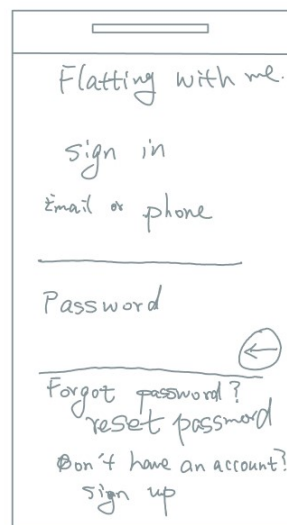 Flatting with me.
sign in
Email or phone
Password
Forgot password?
reset password
Don't have an account?
sign up